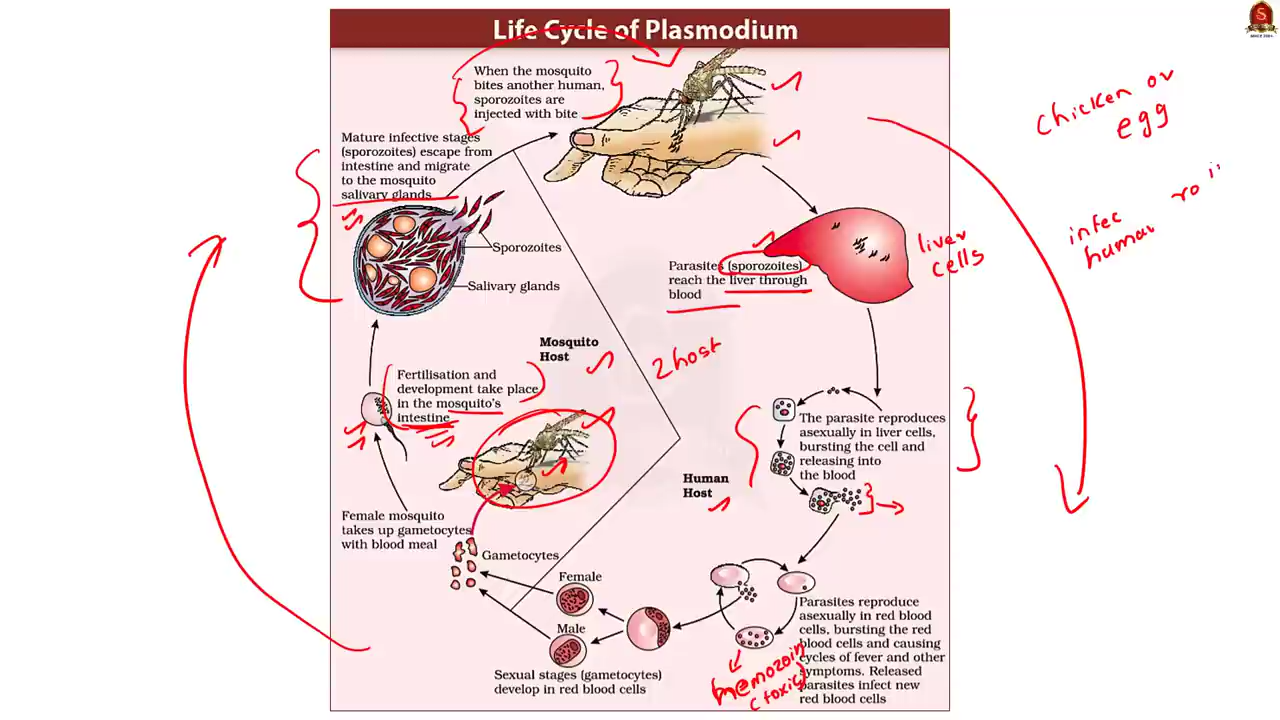 Life Cycle of Plasmodium
When the mosquito
bites another human,
sporozoites are
injected with bite
Mature infective stages
(sporozoites) escape from
intestine and migrate
to the mosquito
salivary glands
Sporozoites
Salivary glands
Parasites (sporozoites)
reach the liver through
blood
liver
cells
chicken or
egg
infec
human
Mosquito
Host
2 host
Fertilisation and
development take place
in the mosquito's
intestine
The parasite reproduces
asexually in liver cells,
bursting the cell and
releasing into
the blood
Human
Host
Female mosquito
takes up gametocytes
with blood meal
Gametocytes
Female
Male
Sexual stages (gametocytes)
develop in red blood cells
Parasites reproduce
asexually in red blood
cells, bursting the red
blood cells and causing
cycles of fever and other
symptoms. Released
parasites infect new
red blood cells
hemozoin
(toxic)